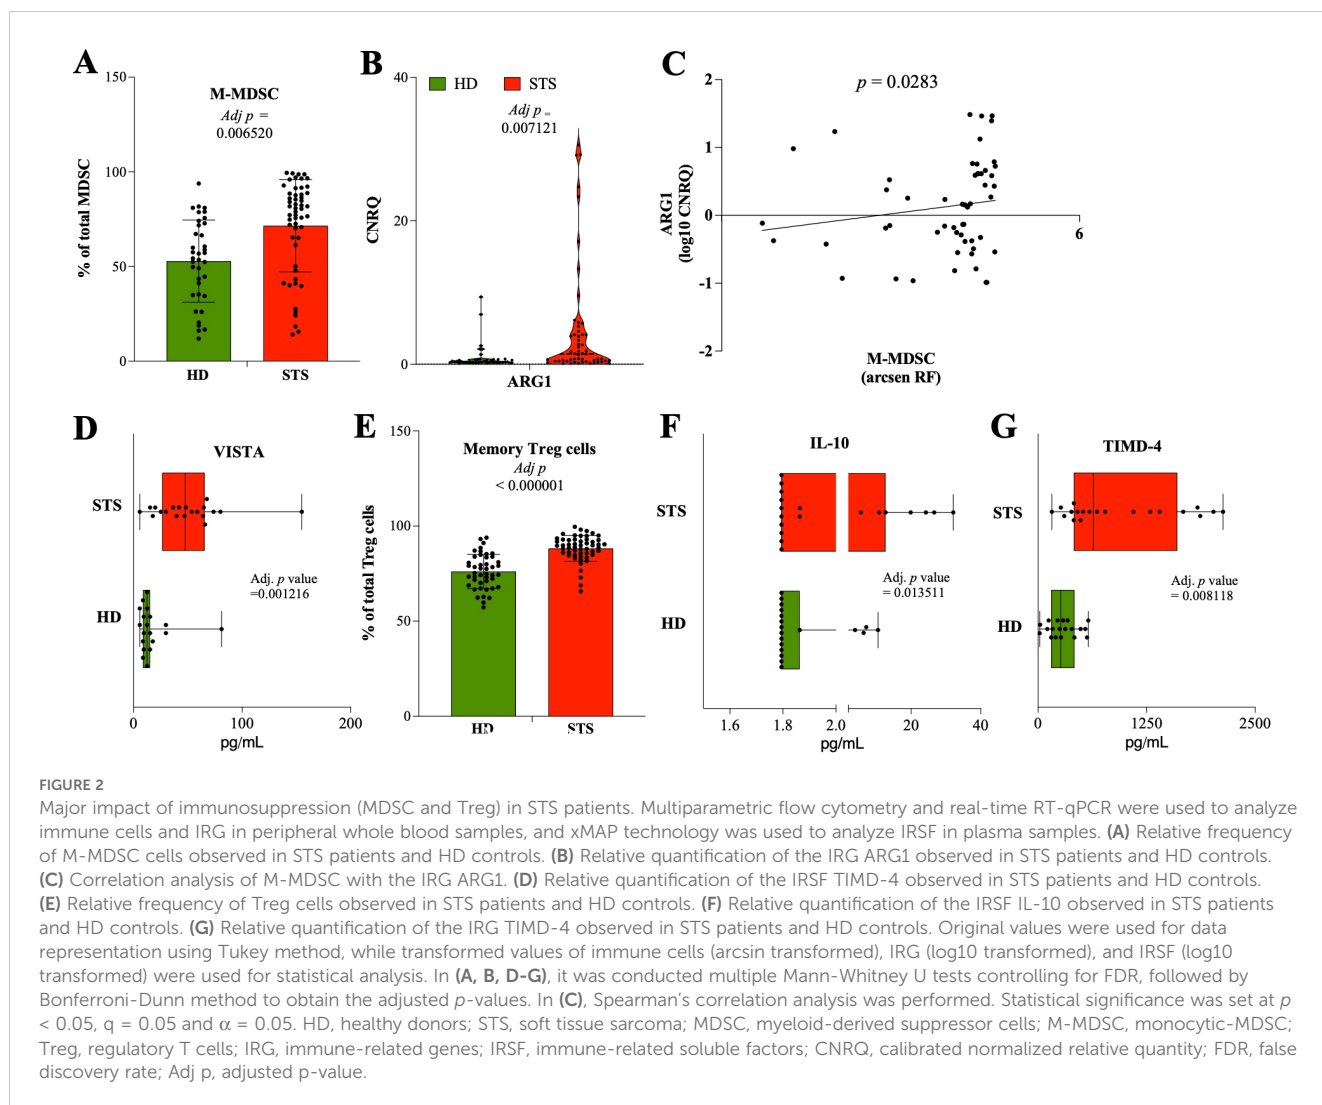 A
150
100
50
0
% of total MDSC
M-MDSC
Adj p =
0.006520
HD
STS
B
40
20
0
CNRQ
HD
STS
Adj p =
0.007121
ARG1
C
2
1
0
-1
-2
ARG1
(log10 CNRQ)
p = 0.0283
6
M-MDSC
(arcsen RF)
D
VISTA
STS
HD
Adj. p value
=0.001216
0
100
200
pg/mL
E
150
100
50
0
% of total Treg cells
Memory Treg cells
Adj p
< 0.000001
HD
STS
F
IL-10
STS
HD
Adj. p value
= 0.013511
1.6
1.8
2.0
20
40
pg/mL
G
TIMD-4
STS
HD
Adj. p value
= 0.008118
0
1250
2500
pg/mL
FIGURE 2
Major impact of immunosuppression (MDSC and Treg) in STS patients. Multiparametric flow cytometry and real-time RT-qPCR were used to analyze
immune cells and IRG in peripheral whole blood samples, and xMAP technology was used to analyze IRSF in plasma samples. (A) Relative frequency
of M-MDSC cells observed in STS patients and HD controls. (B) Relative quantification of the IRG ARG1 observed in STS patients and HD controls.
(C) Correlation analysis of M-MDSC with the IRG ARG1. (D) Relative quantification of the IRSF TIMD-4 observed in STS patients and HD controls.
(E) Relative frequency of Treg cells observed in STS patients and HD controls. (F) Relative quantification of the IRSF IL-10 observed in STS patients
and HD controls. (G) Relative quantification of the IRG TIMD-4 observed in STS patients and HD controls. Original values were used for data
representation using Tukey method, while transformed values of immune cells (arcsin transformed), IRG (log10 transformed), and IRSF (log10
transformed) were used for statistical analysis. In (A, B, D-G), it was conducted multiple Mann-Whitney U tests controlling for FDR, followed by
Bonferroni-Dunn method to obtain the adjusted p-values. In (C), Spearman's correlation analysis was performed. Statistical significance was set at p
< 0.05, q = 0.05 and α = 0.05. HD, healthy donors; STS, soft tissue sarcoma; MDSC, myeloid-derived suppressor cells; M-MDSC, monocytic-MDSC;
Treg, regulatory T cells; IRG, immune-related genes; IRSF, immune-related soluble factors; CNRQ, calibrated normalized relative quantity; FDR, false
discovery rate; Adj p, adjusted p-value.